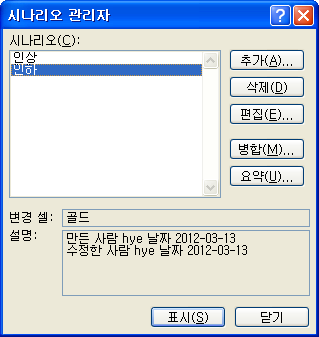 시나리오 관리자
시나리오(C):
인상
인하
추가(A)...
삭제(D)
편집(E)...
병합(M)...
요약(U)...
변경 셀: 골드
설명: 만든 사람 hye 날짜 2012-03-13
수정한 사람 hye 날짜 2012-03-13
표시(S) 닫기